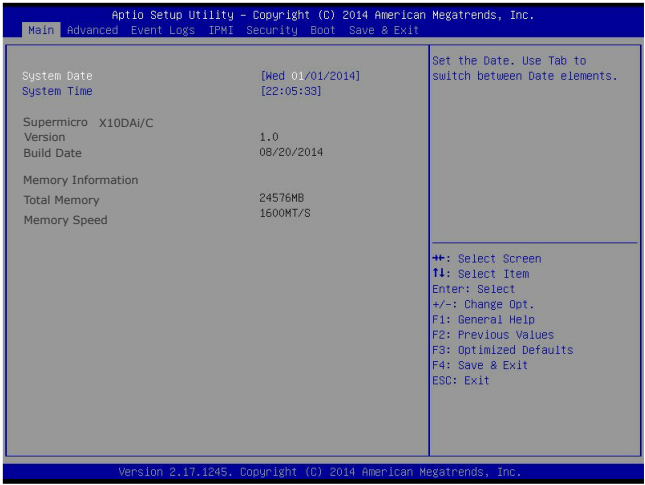 Aptio Setup Utility – Copyright (C) 2014 American Megatrends, Inc.
Main Advanced Event Logs IPMI Security Boot Save & Exit
System Date [Wed 01/01/2014]
System Time [22:05:33]
Supermicro X10DAi/C
Version 1.0
Build Date 08/20/2014
Memory Information
Total Memory 24576MB
Memory Speed 1600MT/S
Set the Date. Use Tab to
switch between Date elements.
→←: Select Screen
↑↓: Select Item
Enter: Select
+/-: Change Opt.
F1: General Help
F2: Previous Values
F3: Optimized Defaults
F4: Save & Exit
ESC: Exit
Version 2.17.1245. Copyright (C) 2014 American Megatrends, Inc.